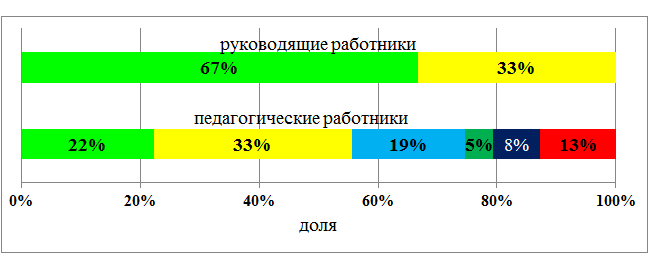 руководящие работники
67% 33%
педагогические работники
22% 33% 19% 5% 8% 13%
0% 20% 40% 60% 80% 100%
доля